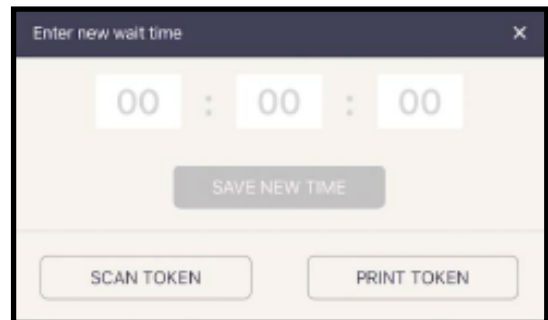 Enter new wait time ×
00 : 00 : 00
SAVE NEW TIME
SCAN TOKEN PRINT TOKEN